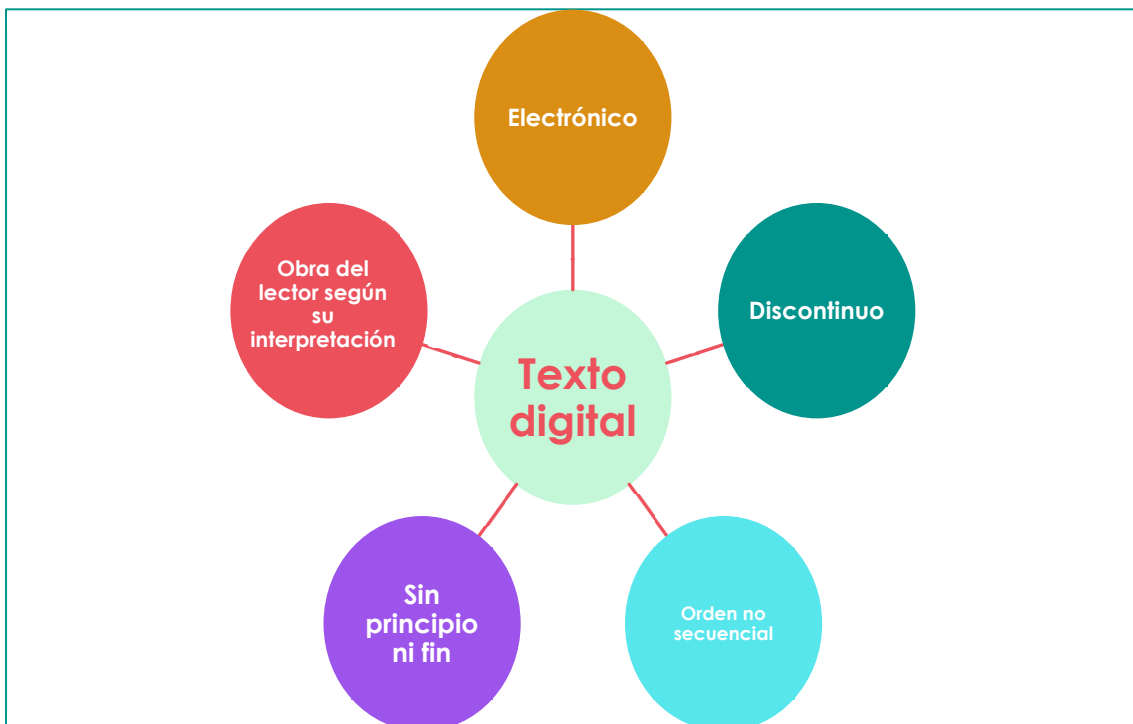 Electrónico
Obra del
lector según
su
interpretación
Discontinuo
Texto
digital
Sin
principio
ni fin
Orden no
secuencial